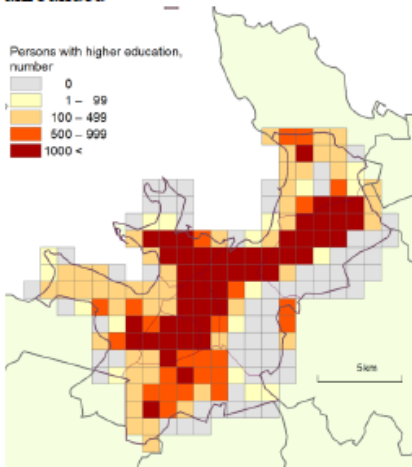 Persons with higher education,
number
0
1 – 99
100 – 499
500 – 999
1000 <
5km